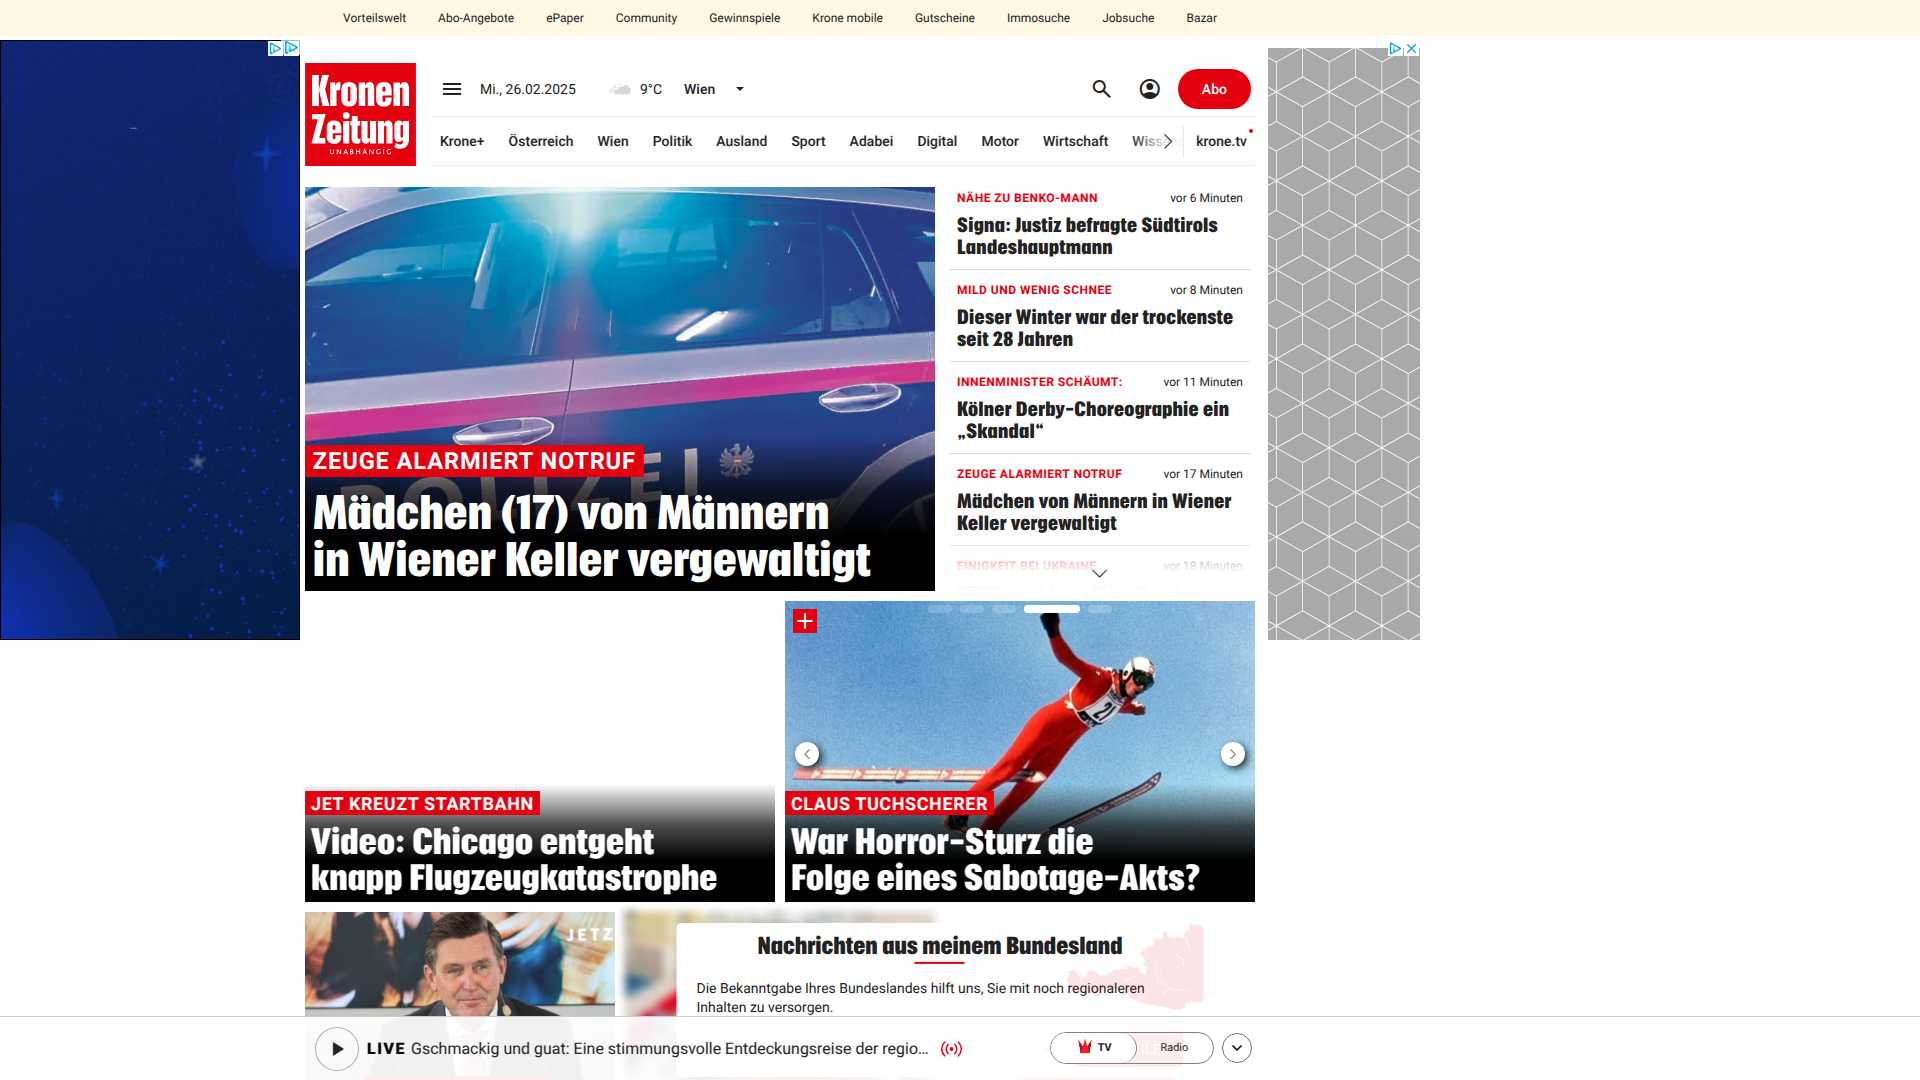 Vorteilswelt Abo-Angebote ePaper Community Gewinnspiele Krone mobile Gutscheine Immosuche Jobsuche Bazar
Kronen
Zeitung
UNABHÄNGIG
Mi., 26.02.2025 9°C Wien
Abo
Krone+ Österreich Wien Politik Ausland Sport Adabei Digital Motor Wirtschaft krone.tv
POLIZEI
ZEUGE ALARMIERT NOTRUF
Mädchen (17) von Männern
in Wiener Keller vergewaltigt
NÄHE ZU BENKO-MANN vor 6 Minuten
Signa: Justiz befragte Südtirols
Landeshauptmann
MILD UND WENIG SCHNEE vor 8 Minuten
Dieser Winter war der trockenste
seit 28 Jahren
INNENMINISTER SCHÄUMT: vor 11 Minuten
Kölner Derby-Choreographie ein
„Skandal“
ZEUGE ALARMIERT NOTRUF vor 17 Minuten
Mädchen von Männern in Wiener
Keller vergewaltigt
EINIGKEIT BEI UKRAINE vor 18 Minuten
JET KREUZT STARTBAHN
Video: Chicago entgeht
knapp Flugzeugkatastrophe
21
CLAUS TUCHSCHERER
War Horror-Sturz die
Folge eines Sabotage-Akts?
JETZ
Nachrichten aus meinem Bundesland
Die Bekanntgabe Ihres Bundeslandes hilft uns, Sie mit noch regionaleren
Inhalten zu versorgen.
LIVE Gschmackig und guat: Eine stimmungsvolle Entdeckungsreise der regio...
TV Radio